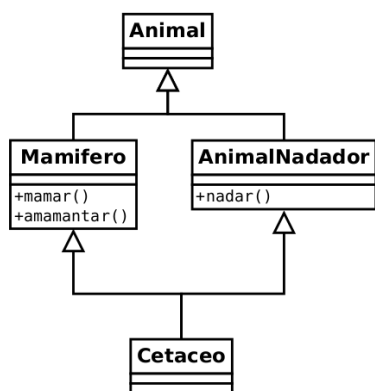 Animal
Mamifero
+mamar()
+amamantar()
AnimalNadador
+nadar()
Cetaceo